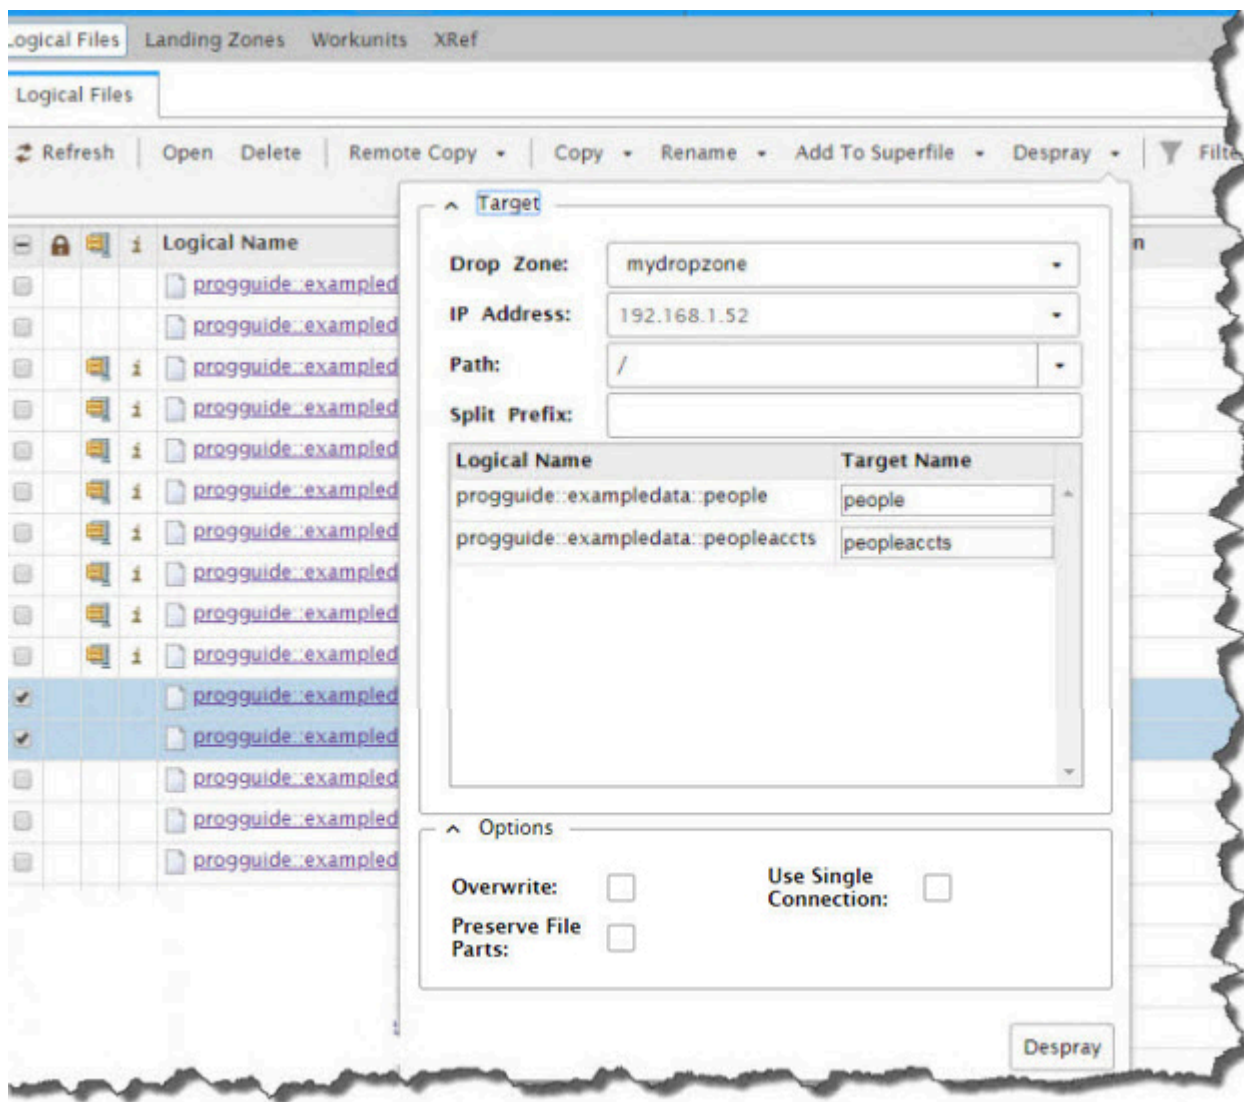 Logical Files Landing Zones Workunits XRef
Logical Files
Refresh Open Delete Remote Copy Copy Rename Add To Superfile Despray
Target
Logical Name
Drop Zone: mydropzone
progguide::exampled
IP Address: 192.168.1.52
progguide::exampled
Path: /
progguide::exampled
Split Prefix:
progguide::exampled
Logical Name Target Name
progguide::exampled
progguide::exampledata::people people
progguide::exampled
progguide::exampledata::peopleaccts peopleaccts
progguide::exampled
progguide::exampled
progguide::exampled
progguide::exampled
progguide::exampled
progguide::exampled
progguide::exampled
progguide::exampled
Options
progguide::exampled
Overwrite:
Use Single
Connection:
Preserve File
Parts:
Despray